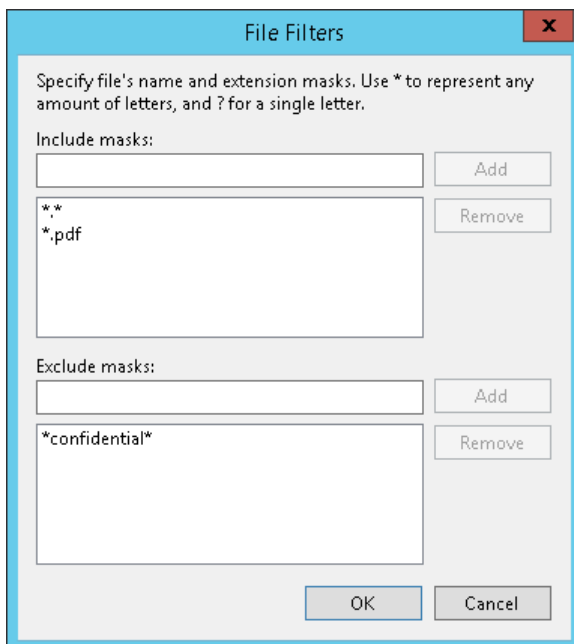 File Filters
x
Specify file's name and extension masks. Use * to represent any
amount of letters, and ? for a single letter.
Include masks:
Add
*.*
*.pdf
Remove
Exclude masks:
Add
*confidential*
Remove
OK
Cancel